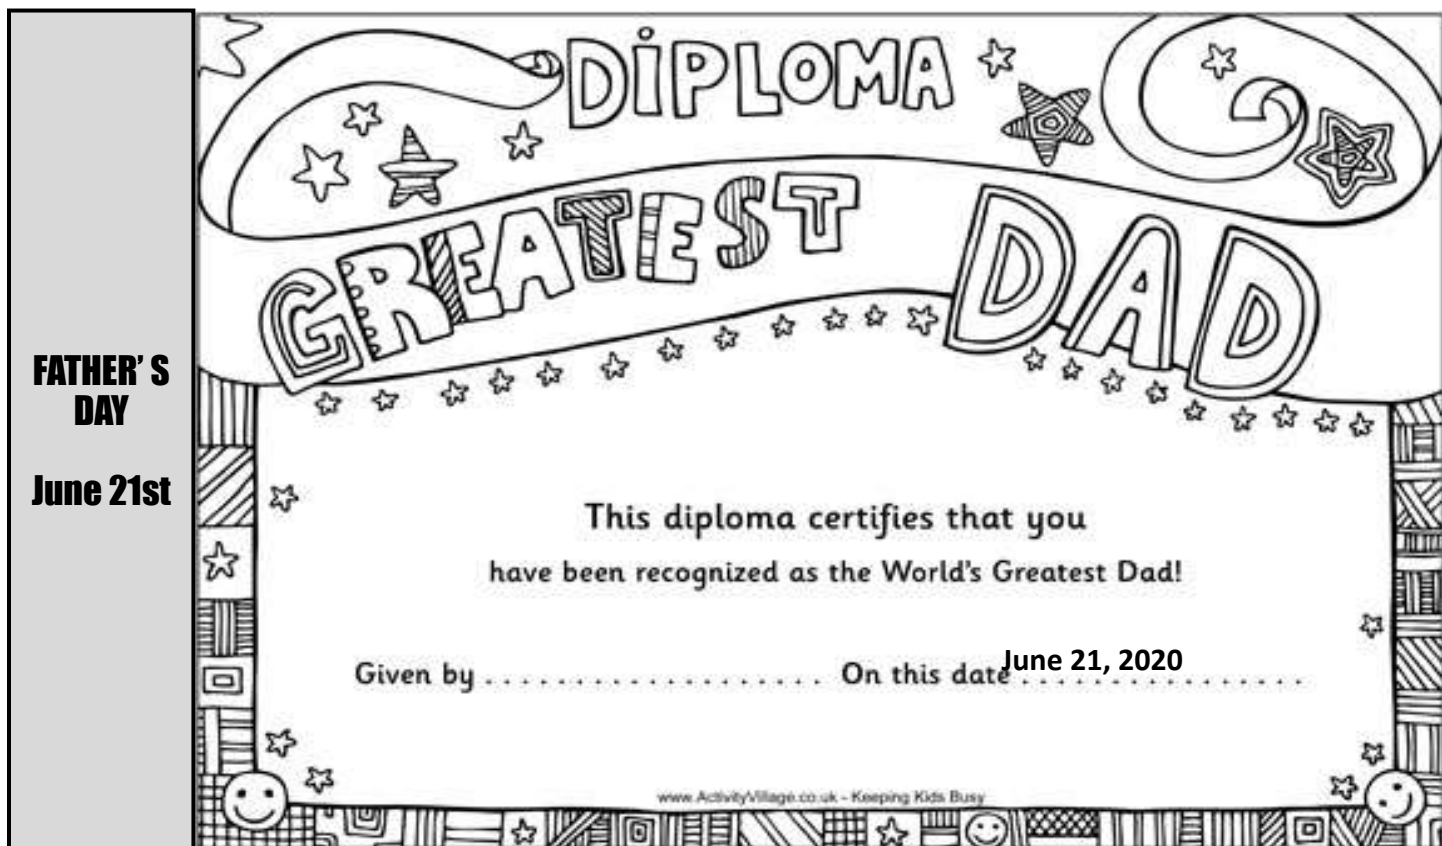 FATHER’ S
DAY
June 21st
DIPLOMA
GREATEST DAD
This diploma certifies that you
have been recognized as the World's Greatest Dad!
Given by . . . . . . . . . . . . . . . . . . . On this date . . . . . . . . . . . . . . . .
June 21, 2020
www.ActivityVillage.co.uk - Keeping Kids Busy